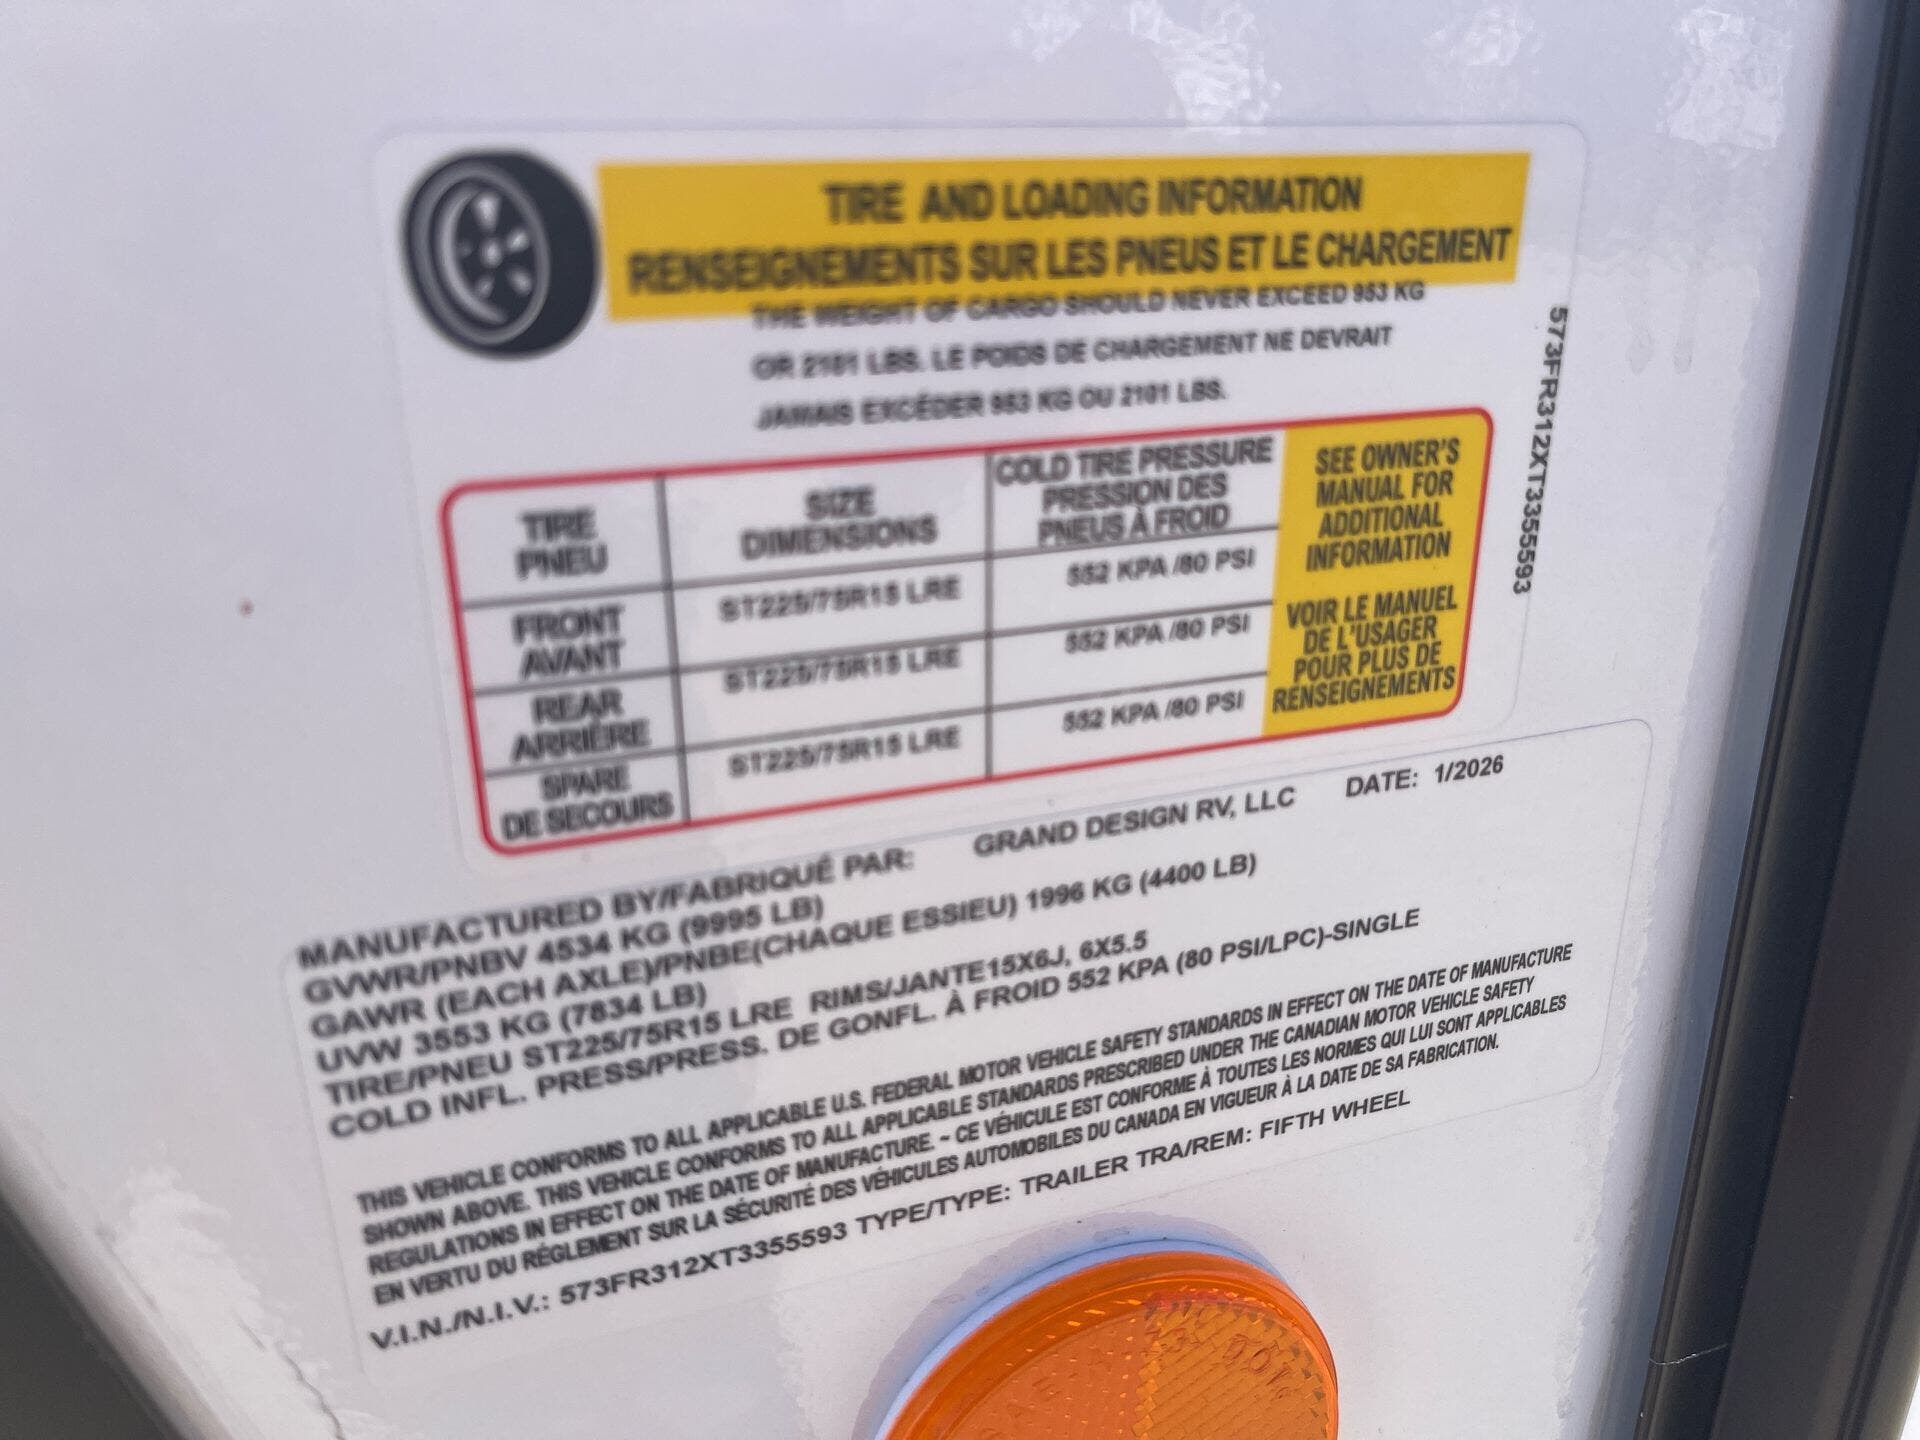 TIRE AND LOADING INFORMATION
RENSEIGNEMENTS SUR LES PNEUS ET LE CHARGEMENT
THE WEIGHT OF CARGO SHOULD NEVER EXCEED 953 KG
OR 2101 LBS. LE POIDS DE CHARGEMENT NE DEVRAIT
JAMAIS EXCÉDER 953 KG OU 2101 LBS.
TIRE
PNEU
SIZE
DIMENSIONS
COLD TIRE PRESSURE
PRESSION DES
PNEUS À FROID
FRONT
AVANT
ST225/75R15 LRE
552 KPA /80 PSI
REAR
ARRIÈRE
ST225/75R15 LRE
552 KPA /80 PSI
SPARE
DE SECOURS
ST225/75R15 LRE
552 KPA /80 PSI
SEE OWNER'S
MANUAL FOR
ADDITIONAL
INFORMATION
VOIR LE MANUEL
DE L'USAGER
POUR PLUS DE
RENSEIGNEMENTS
573FR312XT3355593
MANUFACTURED BY/FABRIQUÉ PAR: GRAND DESIGN RV, LLC DATE: 1/2026
GVWR/PNBV 4534 KG (9995 LB)
GAWR (EACH AXLE)/PNBE(CHAQUE ESSIEU) 1996 KG (4400 LB)
UVW 3553 KG (7834 LB)
TIRE/PNEU ST225/75R15 LRE RIMS/JANTE15X6J, 6X5.5
COLD INFL. PRESS/PRESS. DE GONFL. À FROID 552 KPA (80 PSI/LPC)-SINGLE
THIS VEHICLE CONFORMS TO ALL APPLICABLE U.S. FEDERAL MOTOR VEHICLE SAFETY STANDARDS IN EFFECT ON THE DATE OF MANUFACTURE
SHOWN ABOVE. THIS VEHICLE CONFORMS TO ALL APPLICABLE STANDARDS PRESCRIBED UNDER THE CANADIAN MOTOR VEHICLE SAFETY
REGULATIONS IN EFFECT ON THE DATE OF MANUFACTURE. ~ CE VÉHICULE EST CONFORME À TOUTES LES NORMES QUI LUI SONT APPLICABLES
EN VERTU DU RÉGLEMENT SUR LA SÉCURITÉ DES VÉHICULES AUTOMOBILES DU CANADA EN VIGUEUR À LA DATE DE SA FABRICATION.
V.I.N./N.I.V.: 573FR312XT3355593 TYPE/TYPE: TRAILER TRA/REM: FIFTH WHEEL